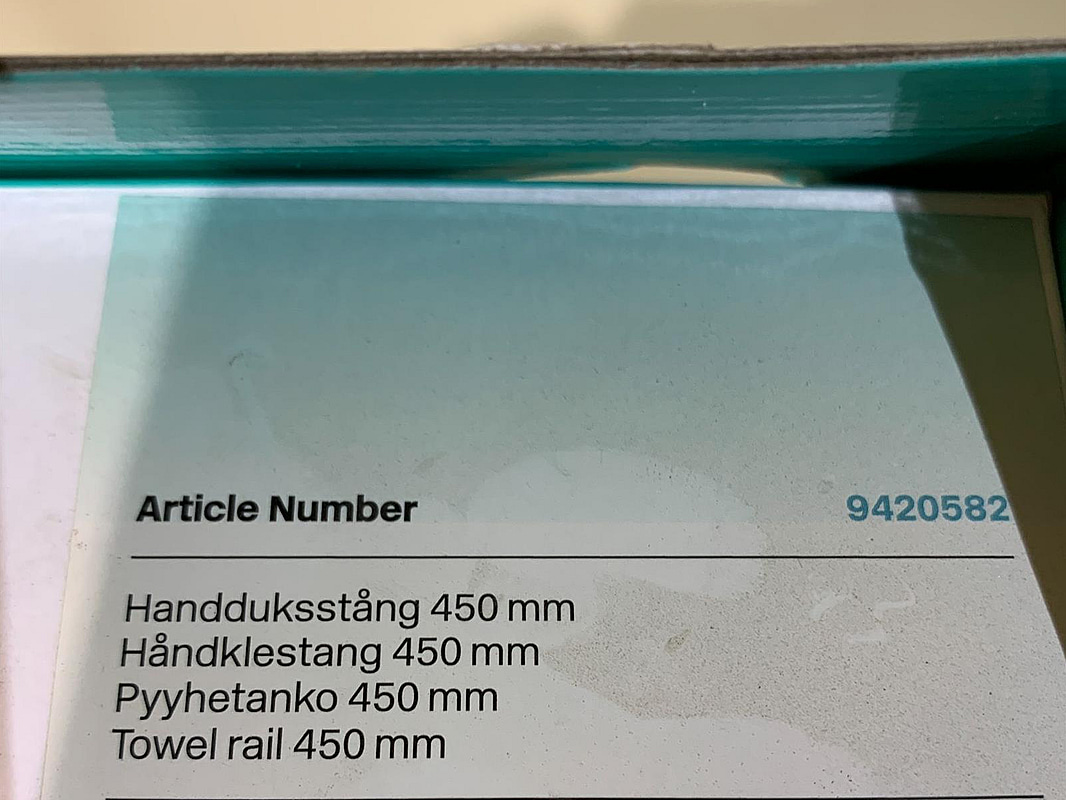 Article Number 9420582
Handduksstång 450 mm
Håndklestang 450 mm
Pyyhetanko 450 mm
Towel rail 450 mm